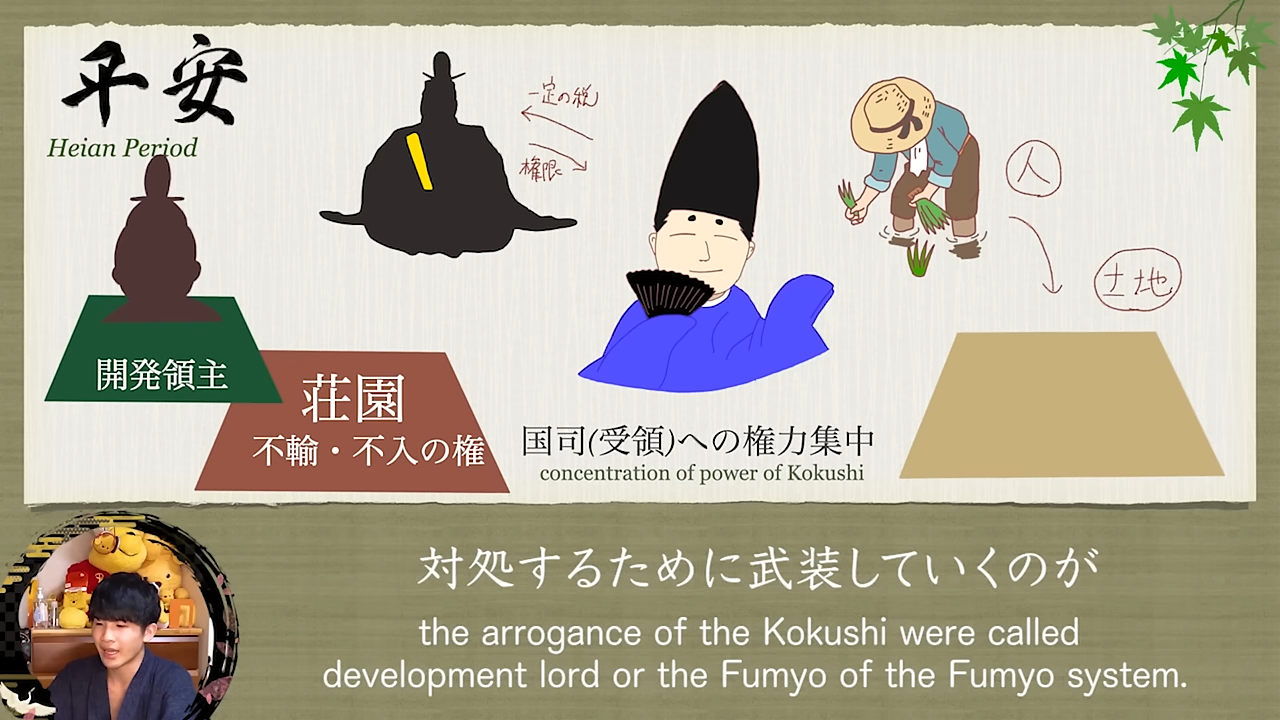 平安
Heian Period
一定の税
権限
人
土地
開発領主
荘園
不輸・不入の権
国司(受領)への権力集中
concentration of power of Kokushi
対処するために武装していくのが
the arrogance of the Kokushi were called
development lord or the Fumyo of the Fumyo system.